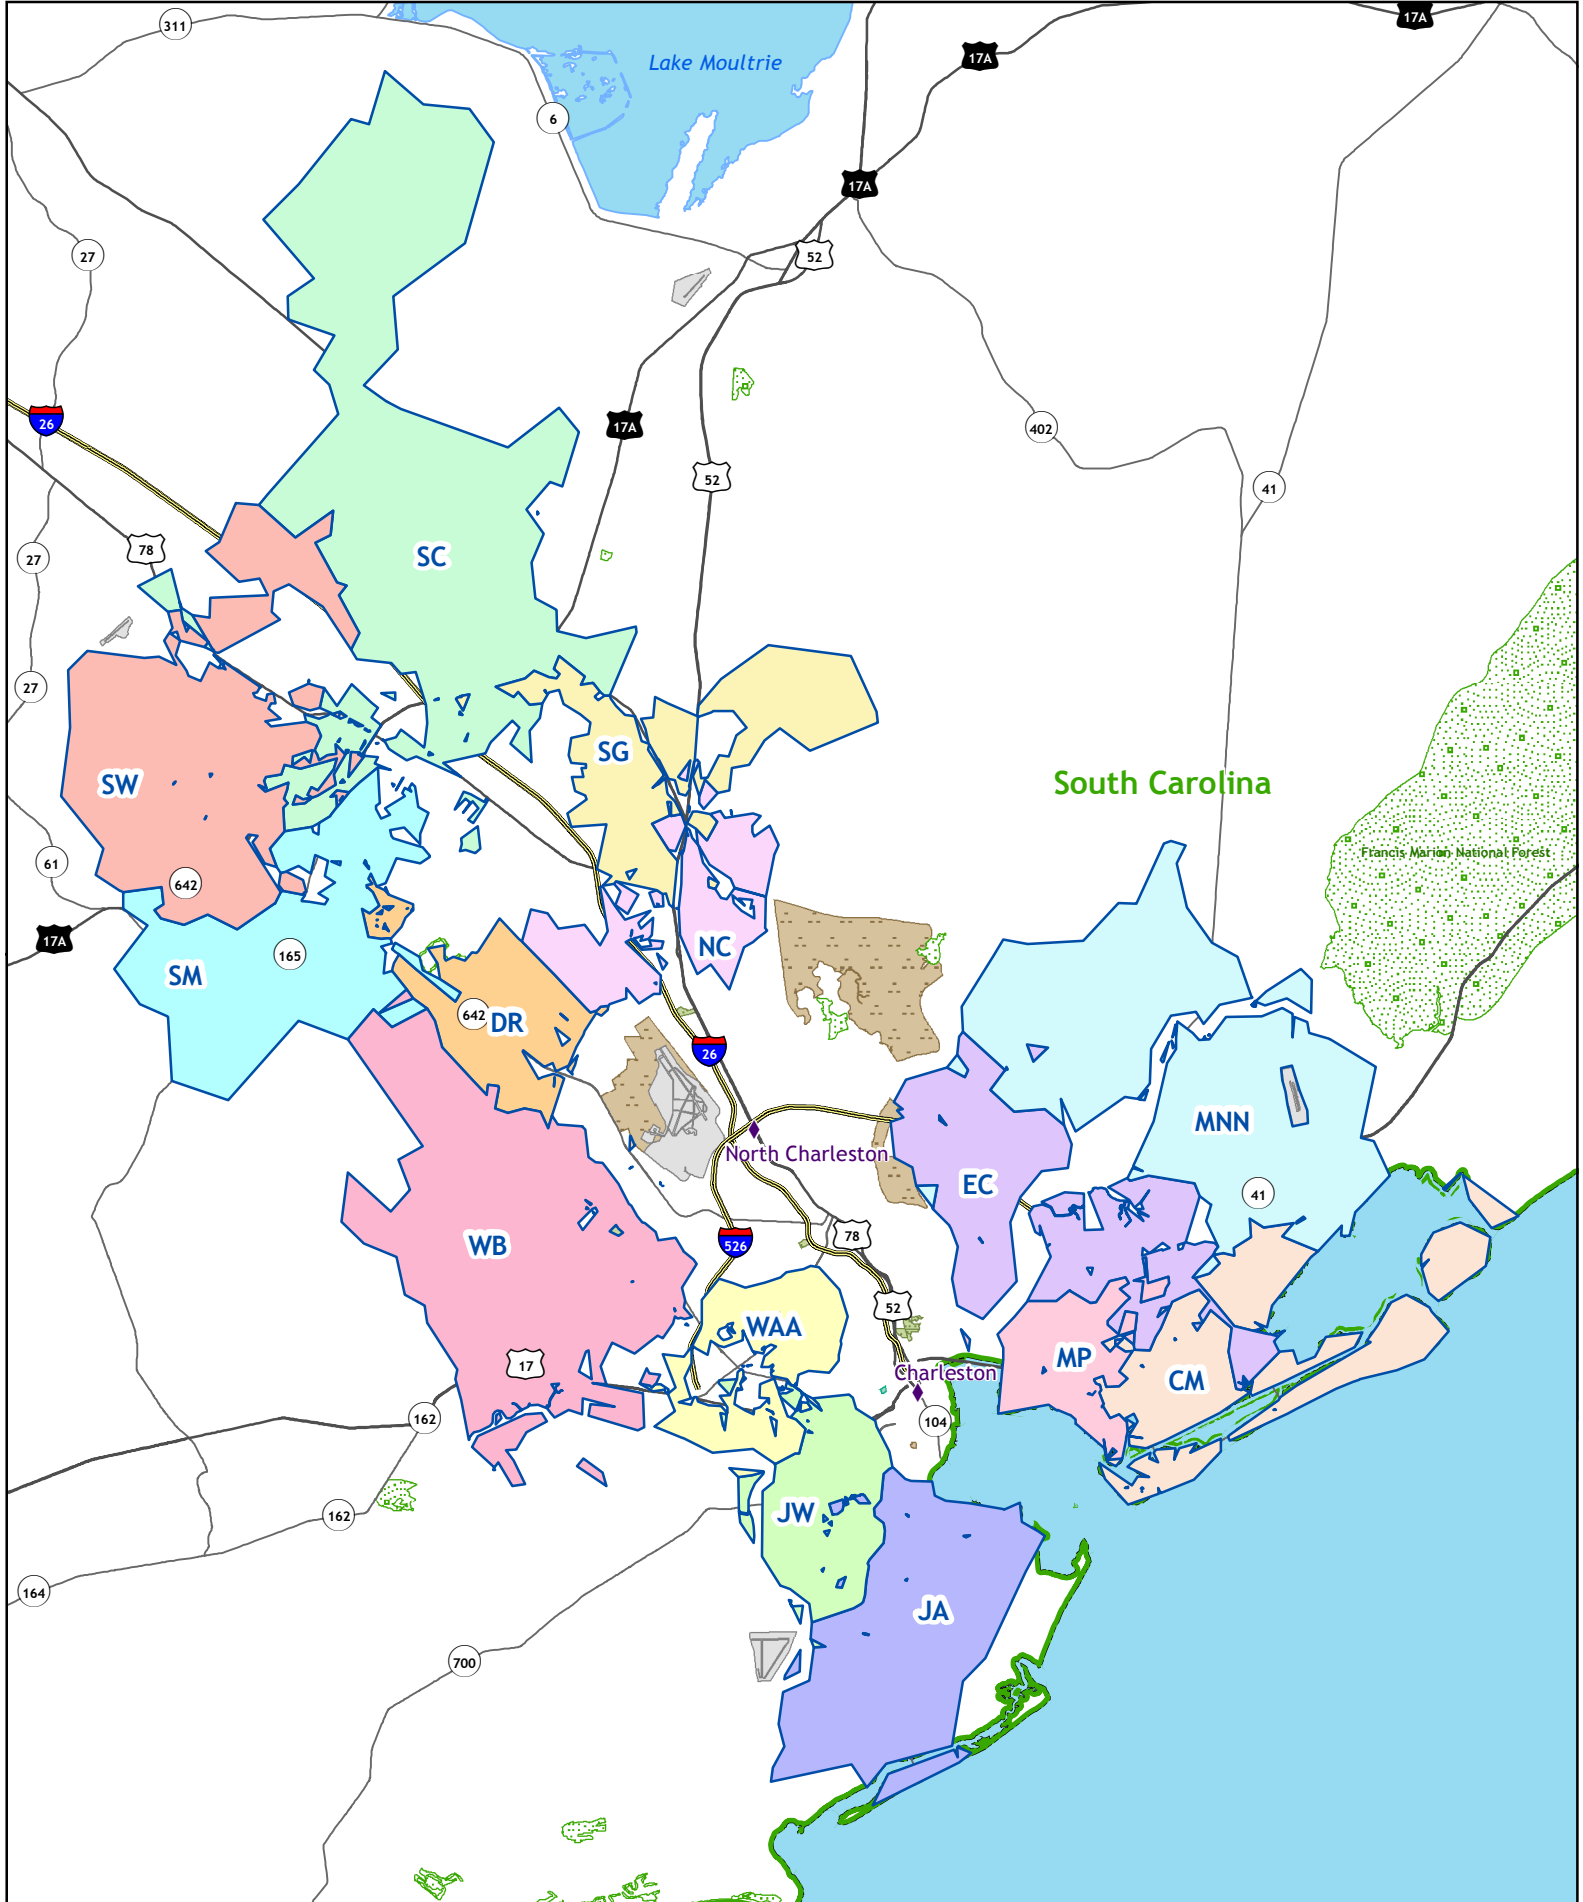 311
17A
17A
Lake Moultrie
6
17A
27
52
26
17A
402
52
41
78
SC
27
27
SG
SW
South Carolina
61
Francis Marion National Forest
642
17A
NC
165
SM
642
DR
26
MNN
North Charleston
EC
41
78
WB
526
52
WAA
MP
17
Charleston
CM
162
104
JW
162
164
JA
700